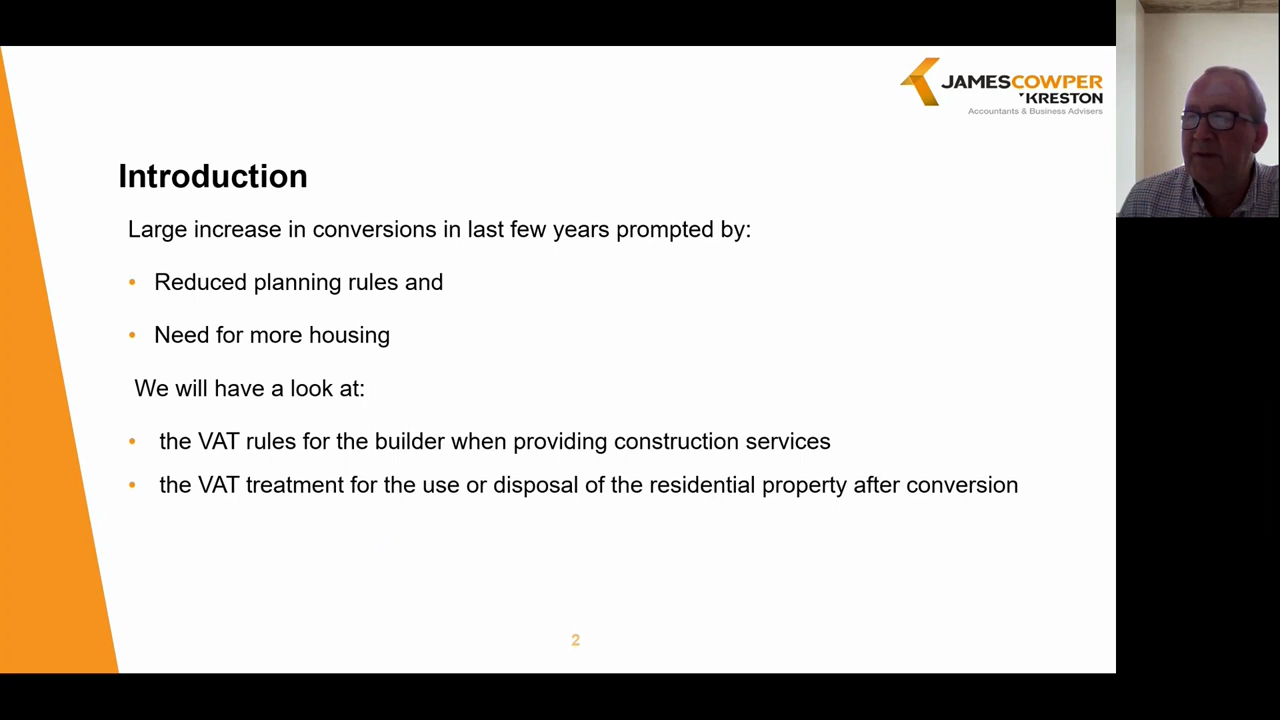 JAMESCOWPER
KRESTON
Accountants & Business Advisers
Introduction
Large increase in conversions in last few years prompted by:
• Reduced planning rules and
• Need for more housing
We will have a look at:
• the VAT rules for the builder when providing construction services
• the VAT treatment for the use or disposal of the residential property after conversion
2